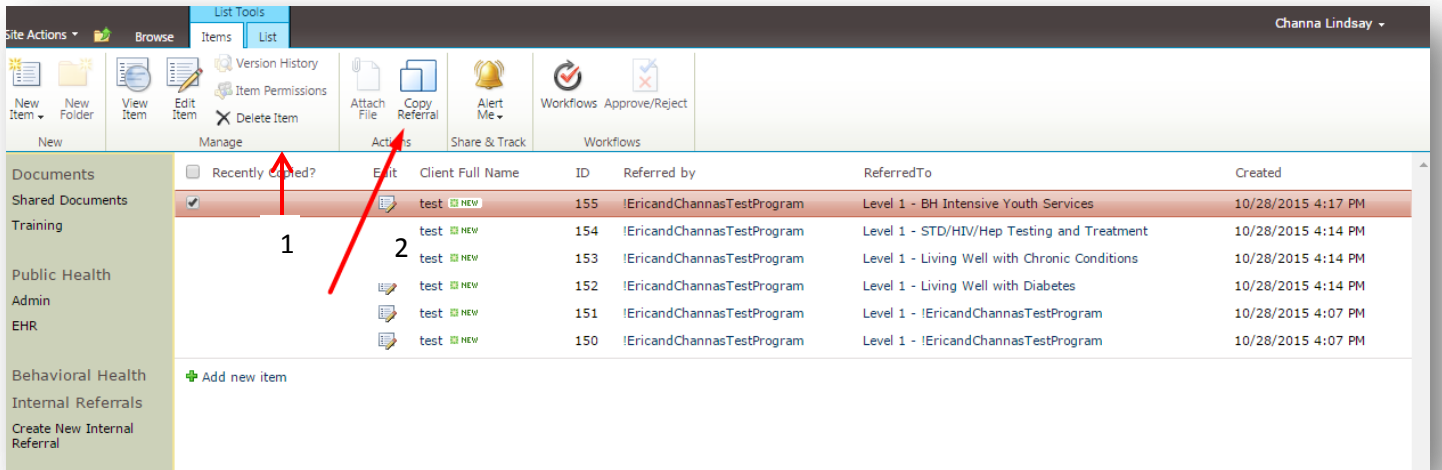 List Tools
Site Actions Browse Items List Channa Lindsay
New Item
New Folder
View Item
Edit Item
Version History
Item Permissions
Delete Item
Attach File
Copy Referral
Alert Me
Workflows
Approve/Reject
New Manage Actions Share & Track Workflows
Documents
Shared Documents
Training
Public Health
Admin
EHR
Behavioral Health
Internal Referrals
Create New Internal
Referral
Recently Copied? Edit Client Full Name ID Referred by ReferredTo Created
test NEW 155 !EricandChannasTestProgram Level 1 - BH Intensive Youth Services 10/28/2015 4:17 PM
test NEW 154 !EricandChannasTestProgram Level 1 - STD/HIV/Hep Testing and Treatment 10/28/2015 4:14 PM
test NEW 153 !EricandChannasTestProgram Level 1 - Living Well with Chronic Conditions 10/28/2015 4:14 PM
test NEW 152 !EricandChannasTestProgram Level 1 - Living Well with Diabetes 10/28/2015 4:14 PM
test NEW 151 !EricandChannasTestProgram Level 1 - !EricandChannasTestProgram 10/28/2015 4:07 PM
test NEW 150 !EricandChannasTestProgram Level 1 - !EricandChannasTestProgram 10/28/2015 4:07 PM
Add new item
1
2